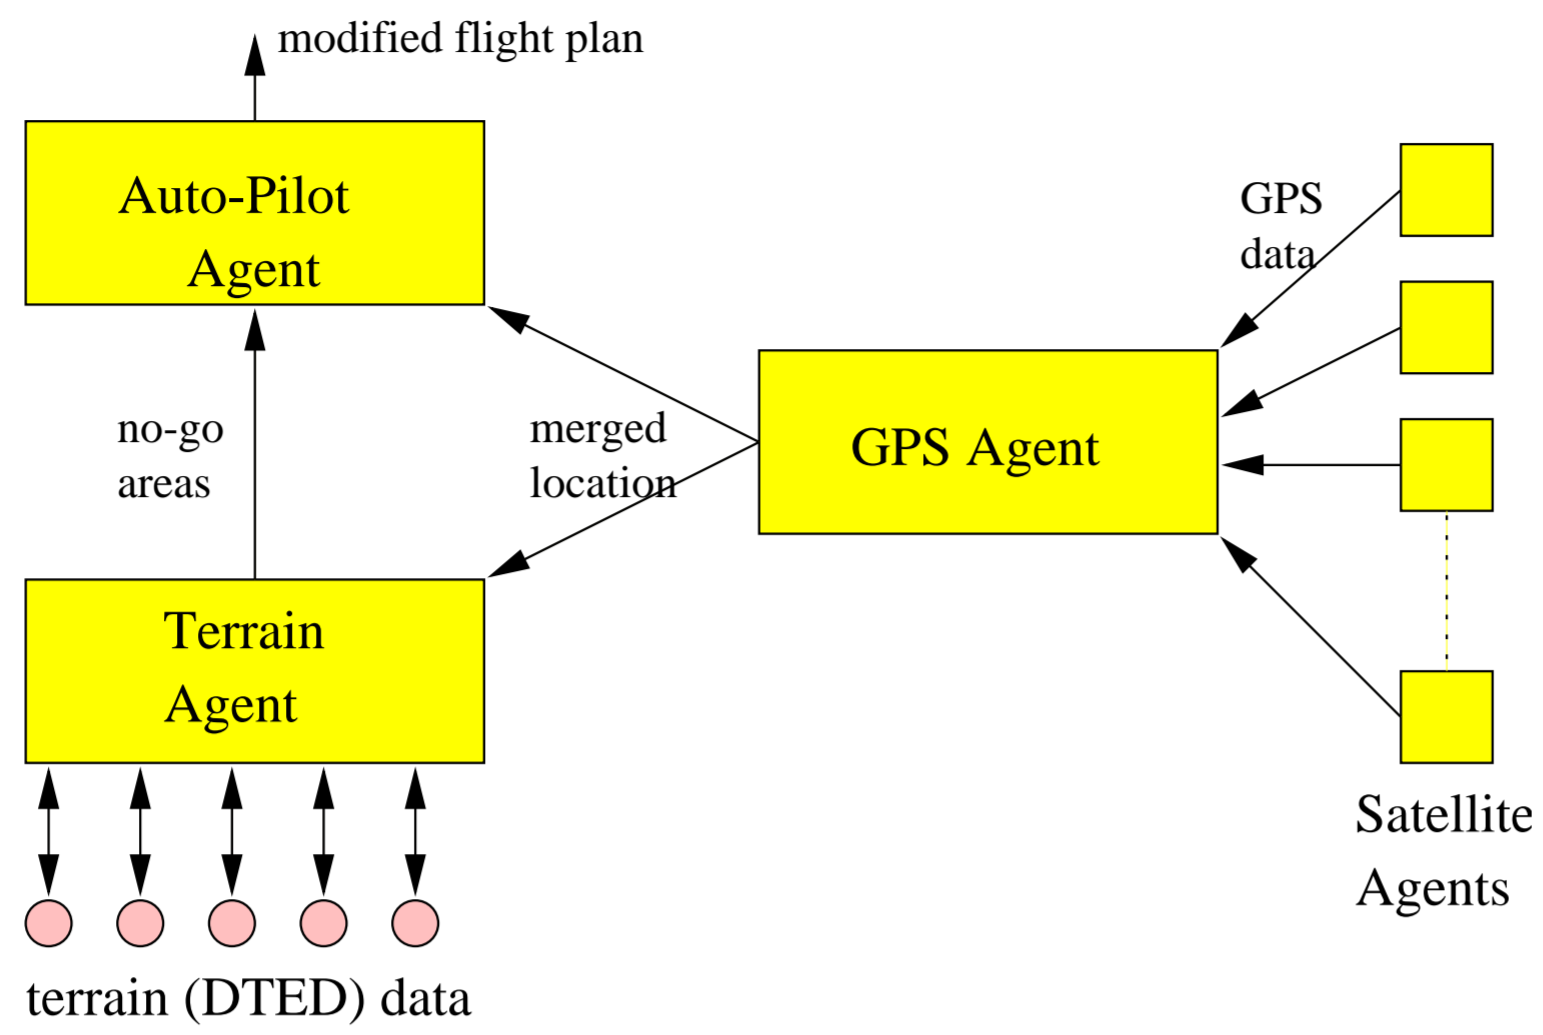 modified flight plan
Auto-Pilot
Agent
GPS
data
no-go
areas
merged
location
GPS Agent
Terrain
Agent
Satellite
Agents
terrain (DTED) data